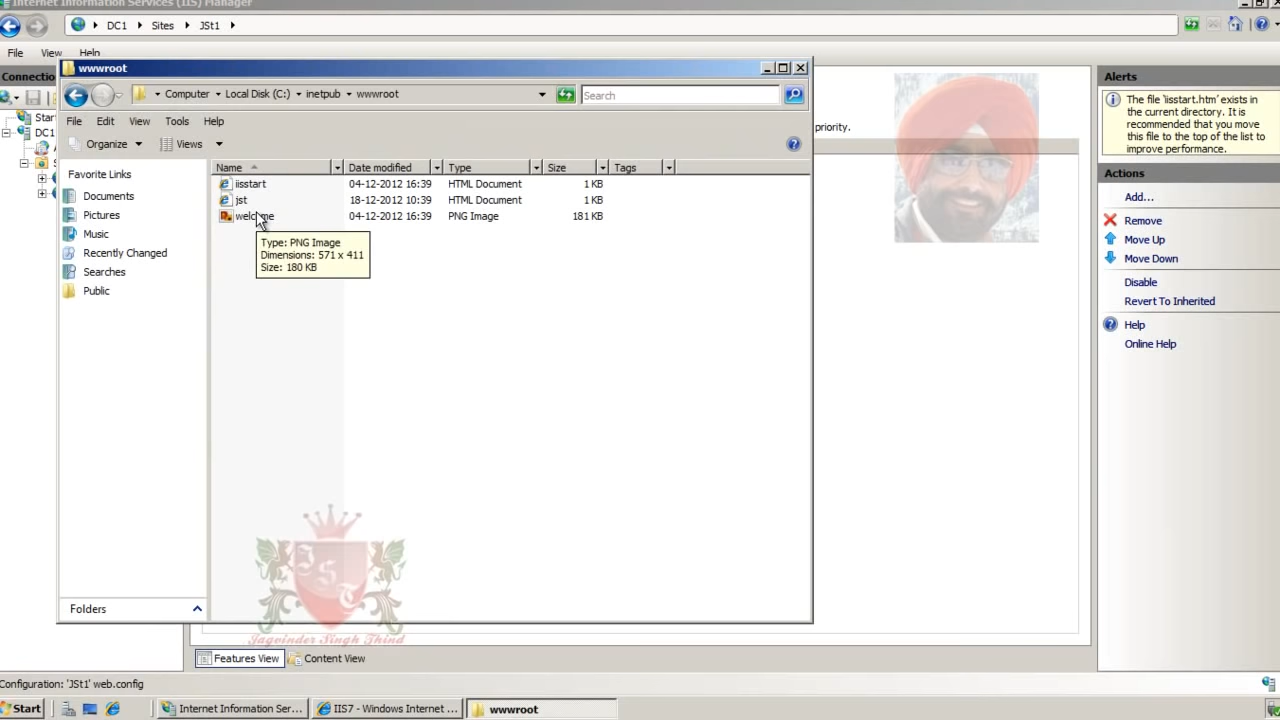 Internet Information Services (IIS) Manager
DC1 Sites JSt1
File View Help
wwwroot
Computer Local Disk (C:) inetpub wwwroot Search
File Edit View Tools Help
Organize Views
Favorite Links
Documents
Pictures
Music
Recently Changed
Searches
Public
Folders
Name Date modified Type Size Tags
iisstart 04-12-2012 16:39 HTML Document 1 KB
jst 18-12-2012 10:39 HTML Document 1 KB
welcome 04-12-2012 16:39 PNG Image 181 KB
Type: PNG Image
Dimensions: 571 x 411
Size: 180 KB
JST
Jagvinder Singh Thind
Connectio
Star
DC1
priority.
Alerts
The file 'iisstart.htm' exists in
the current directory. It is
recommended that you move
this file to the top of the list to
improve performance.
Actions
Add...
Remove
Move Up
Move Down
Disable
Revert To Inherited
Help
Online Help
Features View Content View
Configuration: 'JSt1' web.config
Start Internet Information Ser... IIS7 - Windows Internet ... wwwroot